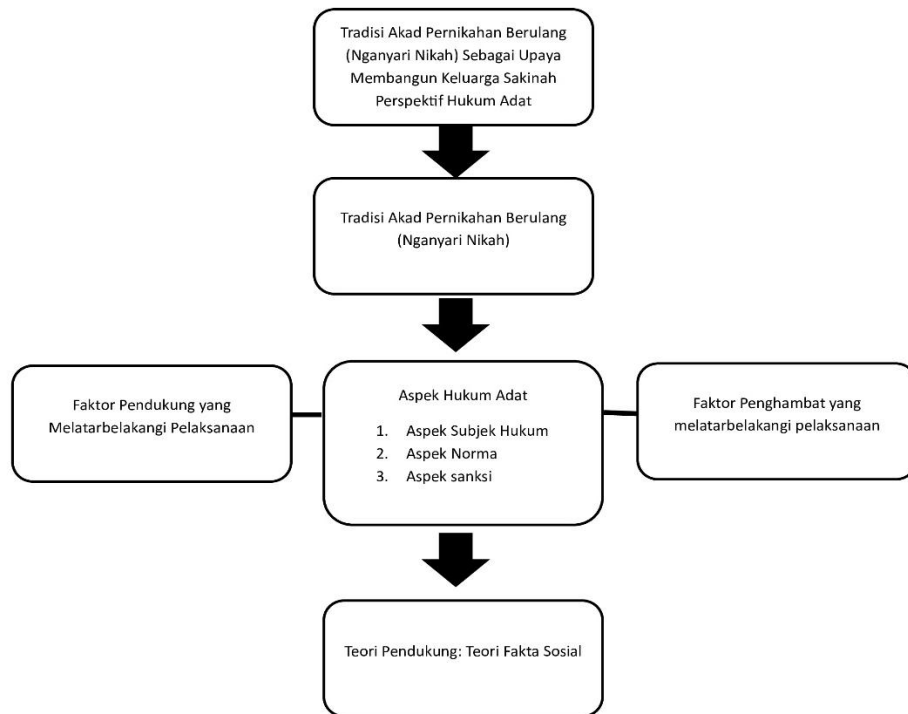 Tradisi Akad Pernikahan Berulang
(Nganyari Nikah) Sebagai Upaya
Membangun Keluarga Sakinah
Perspektif Hukum Adat
Tradisi Akad Pernikahan Berulang
(Nganyari Nikah)
Faktor Pendukung yang
Melatarbelakangi Pelaksanaan
Aspek Hukum Adat
1. Aspek Subjek Hukum
2. Aspek Norma
3. Aspek sanksi
Faktor Penghambat yang
melatarbelakangi pelaksanaan
Teori Pendukung: Teori Fakta Sosial